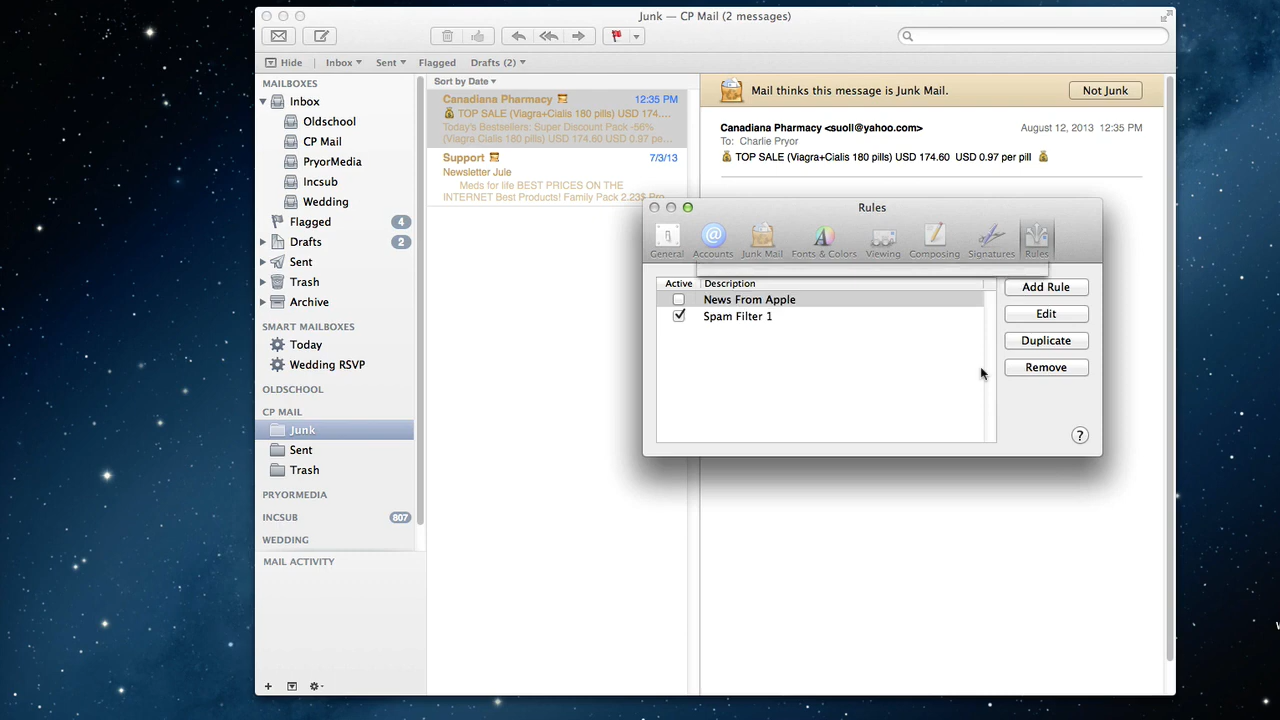 Junk — CP Mail (2 messages)
Hide Inbox Sent Flagged Drafts (2)
MAILBOXES
Inbox
Oldschool
CP Mail
PryorMedia
Incsub
Wedding
Flagged 4
Drafts 2
Sent
Trash
Archive
SMART MAILBOXES
Today
Wedding RSVP
OLDSCHOOL
CP MAIL
Junk
Sent
Trash
PRYORMEDIA
INCSUB 807
WEDDING
MAIL ACTIVITY
Sort by Date
Canadiana Pharmacy 12:35 PM
TOP SALE (Viagra+Cialis 180 pills) USD 174....
Today's Bestsellers: Super Discount Pack -56%
(Viagra+Cialis 180 pills) USD 174.60 USD 0.97 pe...
Support 7/3/13
Newsletter Jule
Meds for life BEST PRICES ON THE
INTERNET Best Products! Family Pack 2.23$ Pro
Mail thinks this message is Junk Mail.
Not Junk
Canadiana Pharmacy <suoll@yahoo.com> August 12, 2013 12:35 PM
To: Charlie Pryor
TOP SALE (Viagra+Cialis 180 pills) USD 174.60 USD 0.97 per pill
Rules
General Accounts Junk Mail Fonts & Colors Viewing Composing Signatures Rules
Active Description
News From Apple
Spam Filter 1
Add Rule
Edit
Duplicate
Remove
?